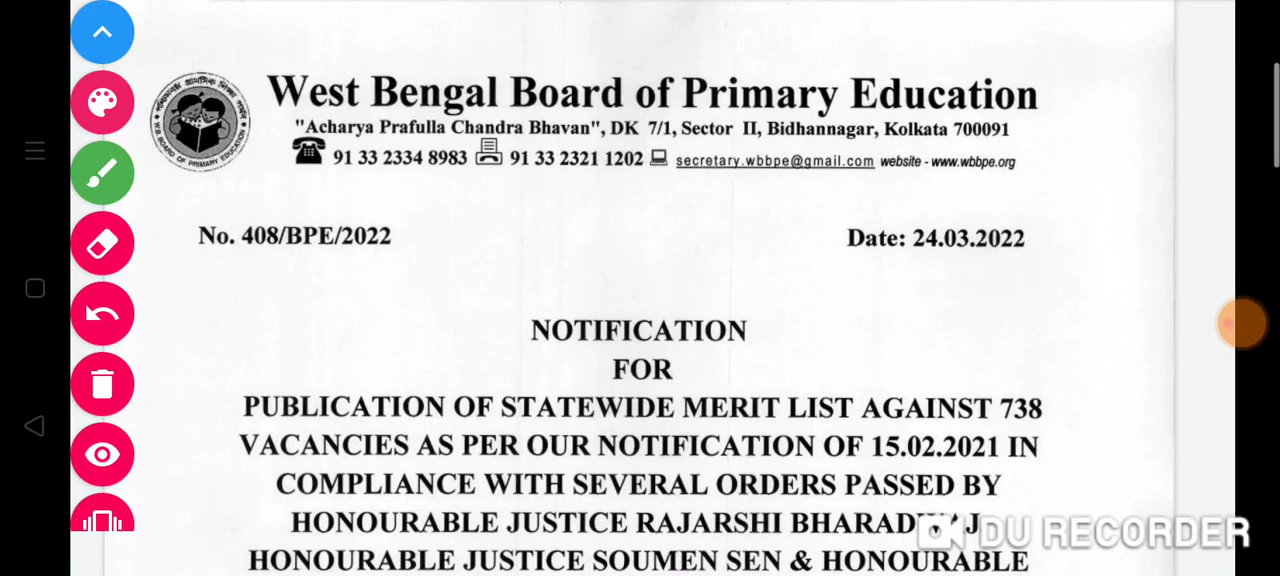 West Bengal Board of Primary Education
"Acharya Prafulla Chandra Bhavan", DK 7/1, Sector II, Bidhannagar, Kolkata 700091
91 33 2334 8983 91 33 2321 1202 secretary.wbbpe@gmail.com website - www.wbbpe.org
W.B. BOARD OF PRIMARY EDUCATION
No. 408/BPE/2022 Date: 24.03.2022
NOTIFICATION
FOR
PUBLICATION OF STATEWIDE MERIT LIST AGAINST 738
VACANCIES AS PER OUR NOTIFICATION OF 15.02.2021 IN
COMPLIANCE WITH SEVERAL ORDERS PASSED BY
HONOURABLE JUSTICE RAJARSHI
HONOURABLE JUSTICE SOUMEN SEN & HONOURABLE
DU RECORDER